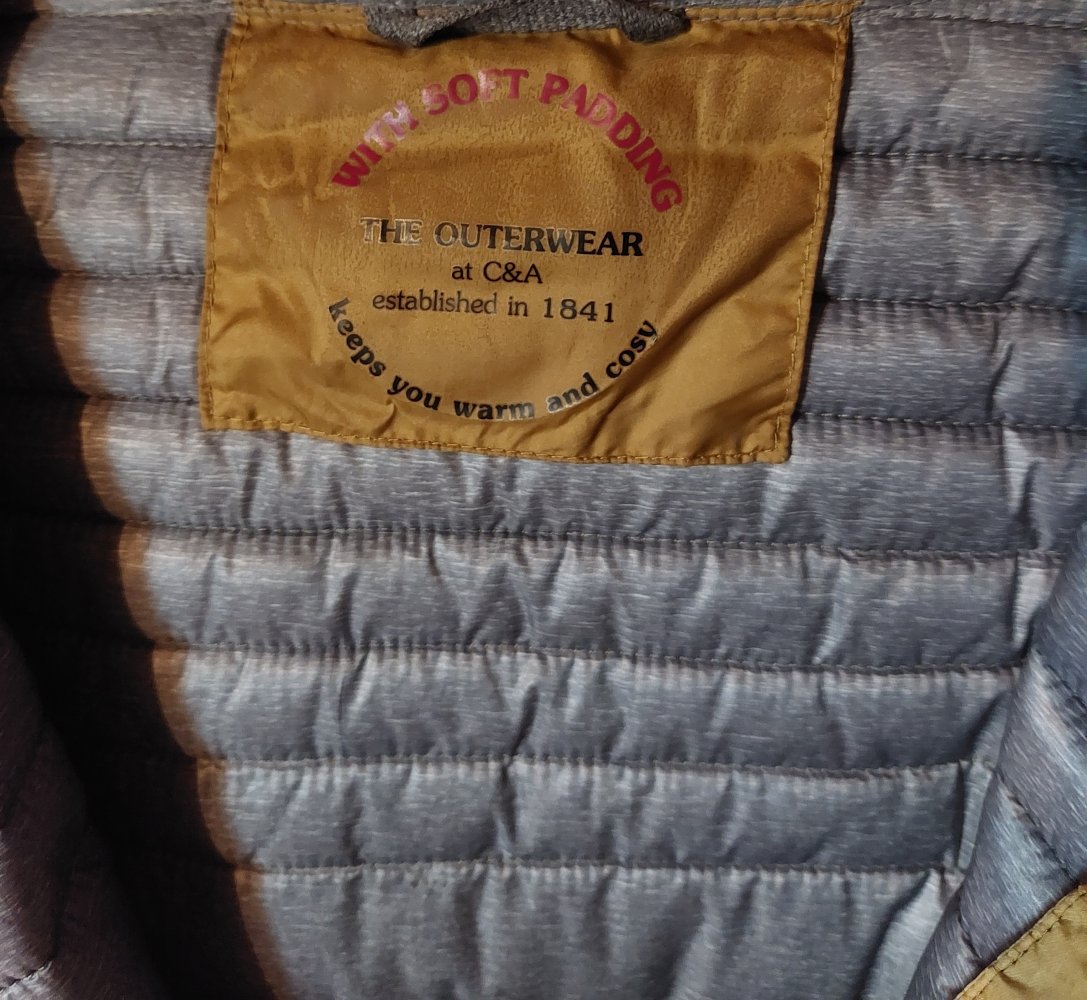 WITH SOFT PADDING
THE OUTERWEAR
at C&A
established in 1841
keeps you warm and cosy